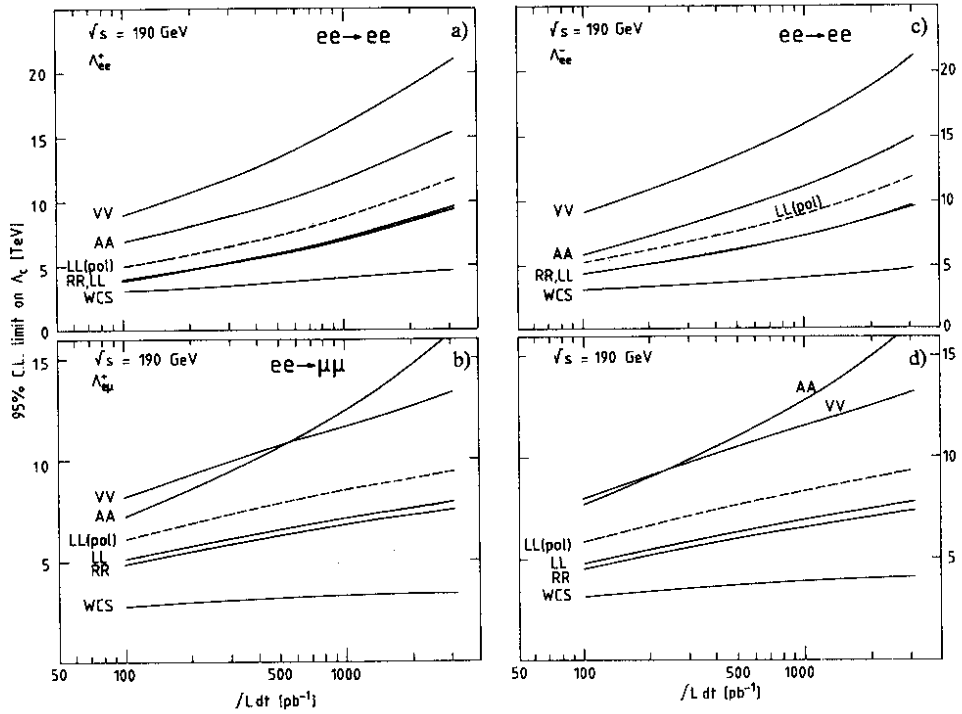 √s = 190 GeV
ee→ee
a)
Λ⁺ee
20
15
10
5
0
VV
AA
LL(pol)
RR,LL
WCS
√s = 190 GeV
ee→ee
c)
Λ⁻ee
20
15
10
5
0
VV
LL(pol)
AA
RR,LL
WCS
95% C.L. limit on Λc [TeV]
√s = 190 GeV
ee→μμ
b)
Λ⁺eμ
15
10
5
VV
AA
LL(pol)
LL
RR
WCS
50 100 500 1000
∫L dt [pb⁻¹]
√s = 190 GeV
d)
15
10
5
AA
VV
LL(pol)
LL
RR
WCS
50 100 500 1000
∫L dt [pb⁻¹]